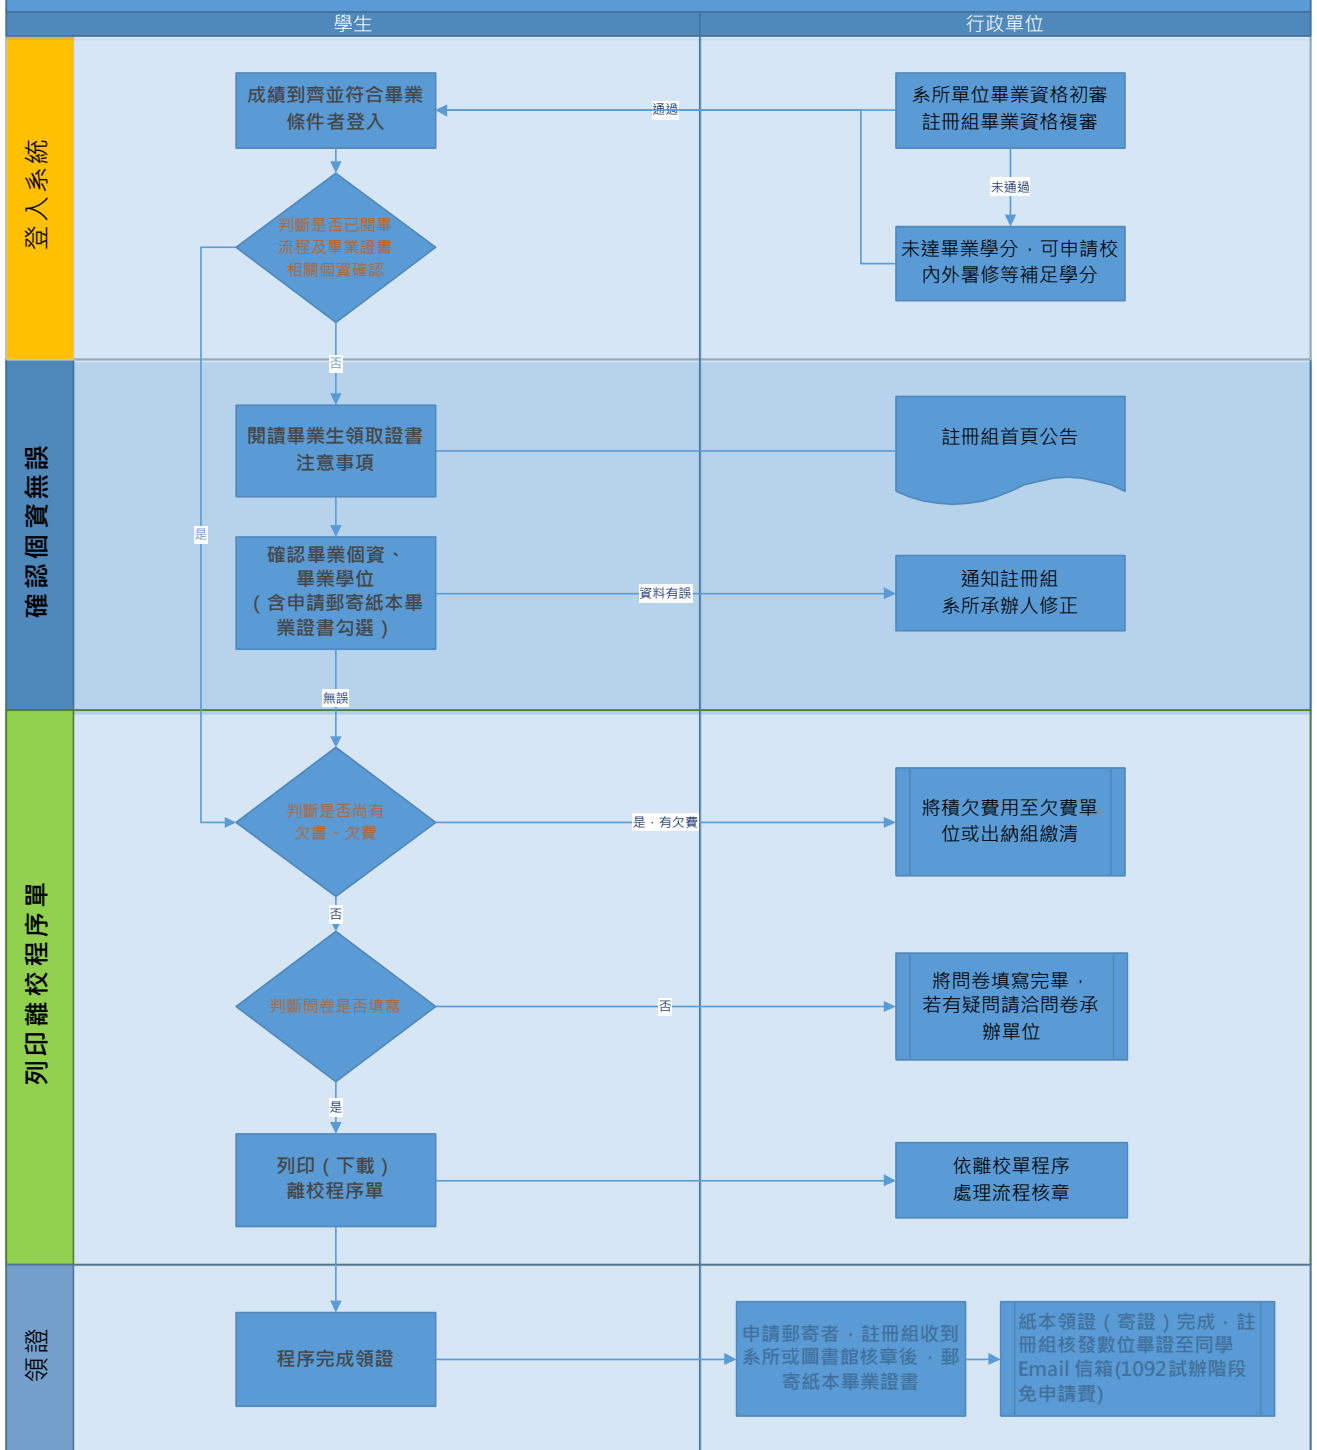 學生
行政單位
登入系統
成績到齊並符合畢業
條件者登入
通過
系所單位畢業資格初審
註冊組畢業資格複審
未通過
判斷是否已閱畢
流程及畢業證書
相關個資確認
未達畢業學分，可申請校
內外暑修等補足學分
否
確認個資無誤
閱讀畢業生領取證書
注意事項
註冊組首頁公告
是
確認畢業個資、
畢業學位
（含申請郵寄紙本畢
業證書勾選）
資料有誤
通知註冊組
系所承辦人修正
無誤
列印離校程序單
判斷是否尚有
欠書、欠費
是，有欠費
將積欠費用至欠費單
位或出納組繳清
否
判斷問卷是否填寫
否
將問卷填寫完畢，
若有疑問請洽問卷承
辦單位
是
列印（下載）
離校程序單
依離校單程序
處理流程核章
領證
程序完成領證
申請郵寄者，註冊組收到
系所或圖書館核章後，郵
寄紙本畢業證書
紙本領證（寄證）完成，註
冊組核發數位畢證至同學
Email 信箱(1092試辦階段
免申請費)